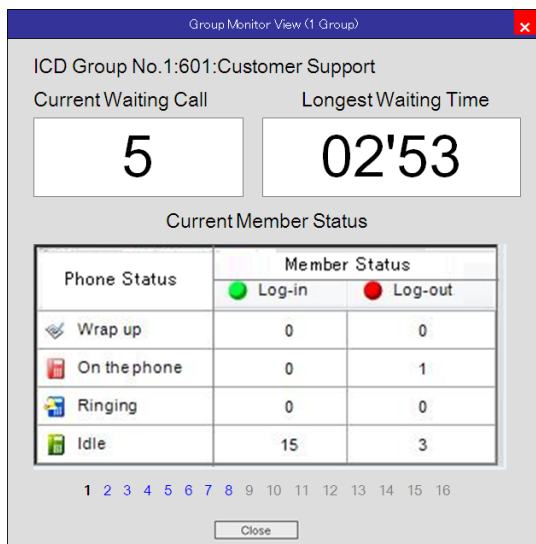 Group Monitor View (1 Group)
ICD Group No.1:601:Customer Support
Current Waiting Call Longest Waiting Time
5 02'53
Current Member Status
Phone Status Member Status
Log-in Log-out
Wrap up 0 0
On the phone 0 1
Ringing 0 0
Idle 15 3
1 2 3 4 5 6 7 8 9 10 11 12 13 14 15 16
Close